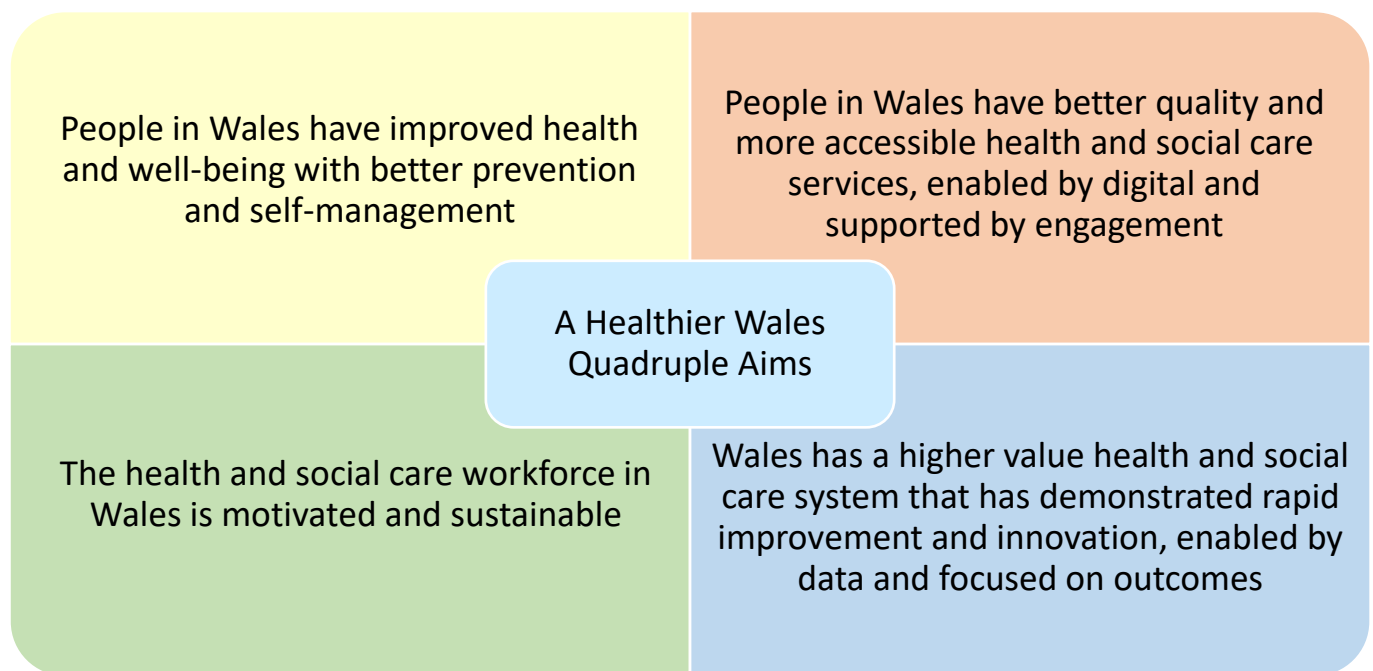 People in Wales have improved health
and well-being with better prevention
and self-management
People in Wales have better quality and
more accessible health and social care
services, enabled by digital and
supported by engagement
A Healthier Wales
Quadruple Aims
The health and social care workforce in
Wales is motivated and sustainable
Wales has a higher value health and social
care system that has demonstrated rapid
improvement and innovation, enabled by
data and focused on outcomes